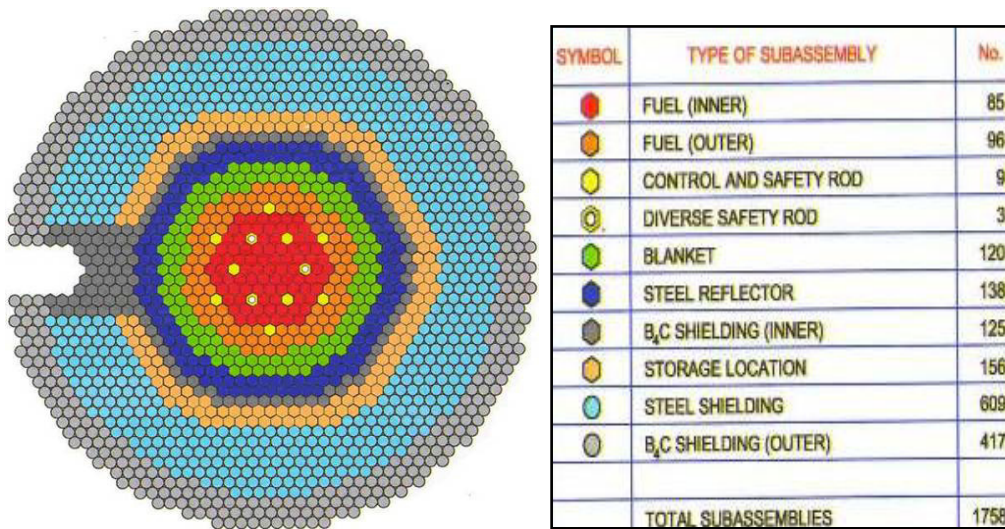 SYMBOL TYPE OF SUBASSEMBLY No.
FUEL (INNER) 85
FUEL (OUTER) 96
CONTROL AND SAFETY ROD 9
DIVERSE SAFETY ROD 3
BLANKET 120
STEEL REFLECTOR 138
B₄C SHIELDING (INNER) 125
STORAGE LOCATION 156
STEEL SHIELDING 609
B₄C SHIELDING (OUTER) 417
TOTAL SUBASSEMBLIES 1758